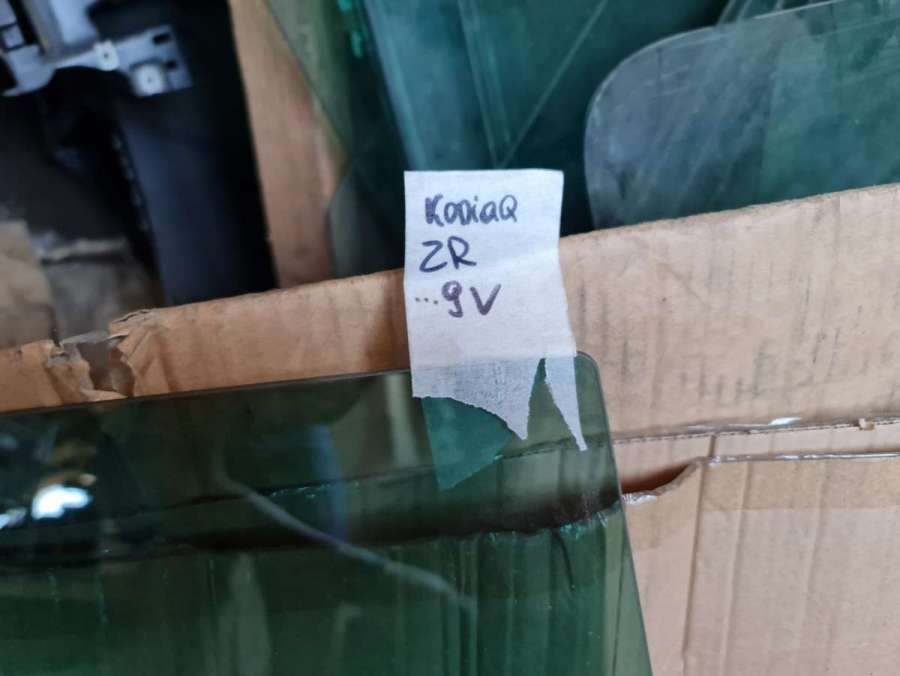 KODiaQ
ZR
...9V